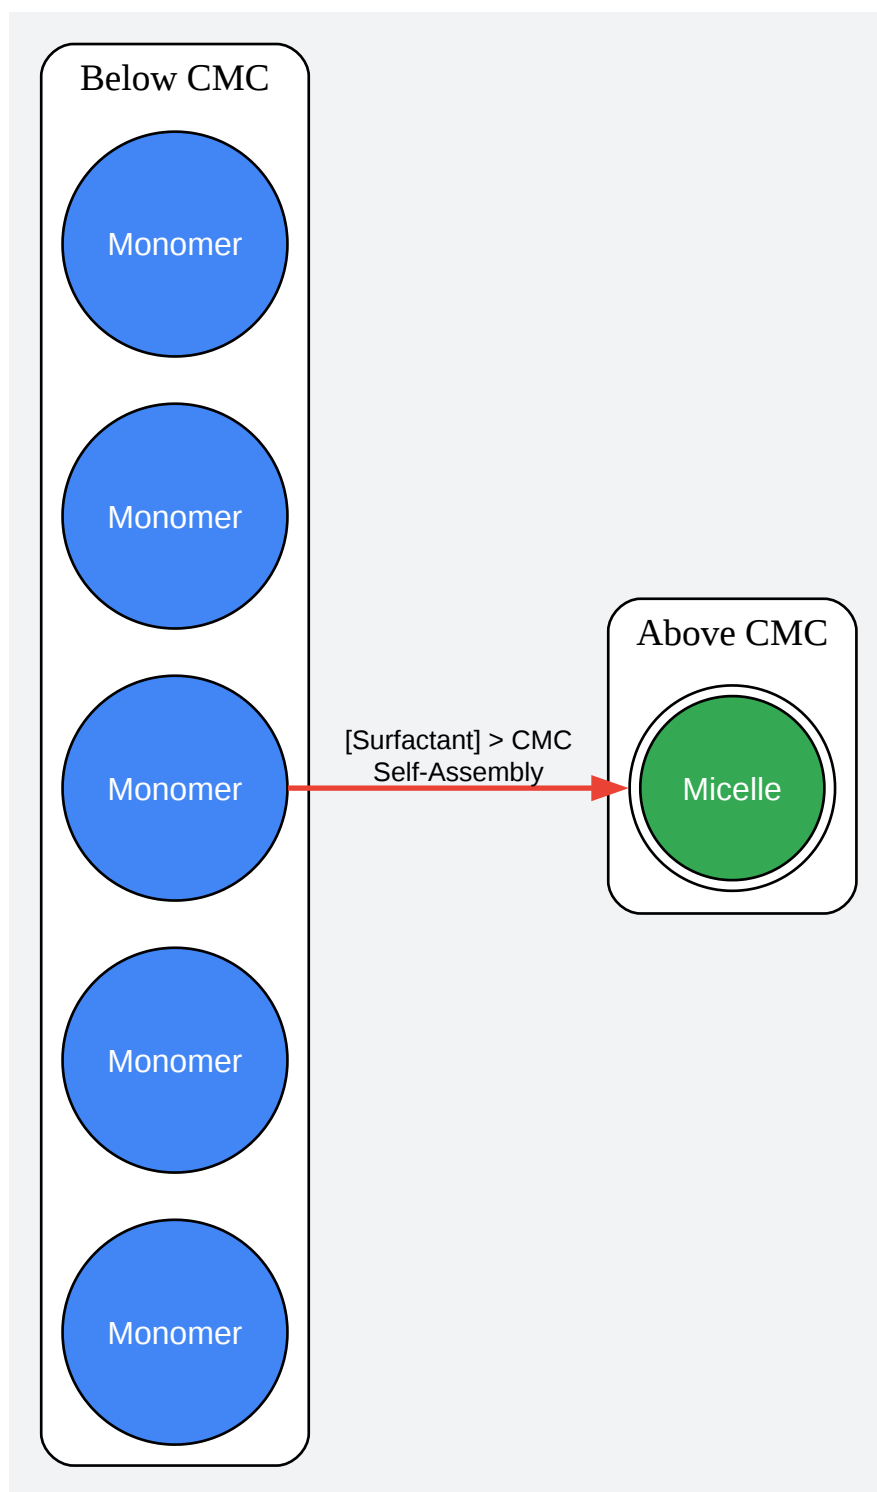 Below CMC
Monomer
Monomer
Monomer
[Surfactant] > CMC
Self-Assembly
Above CMC
Micelle
Monomer
Monomer